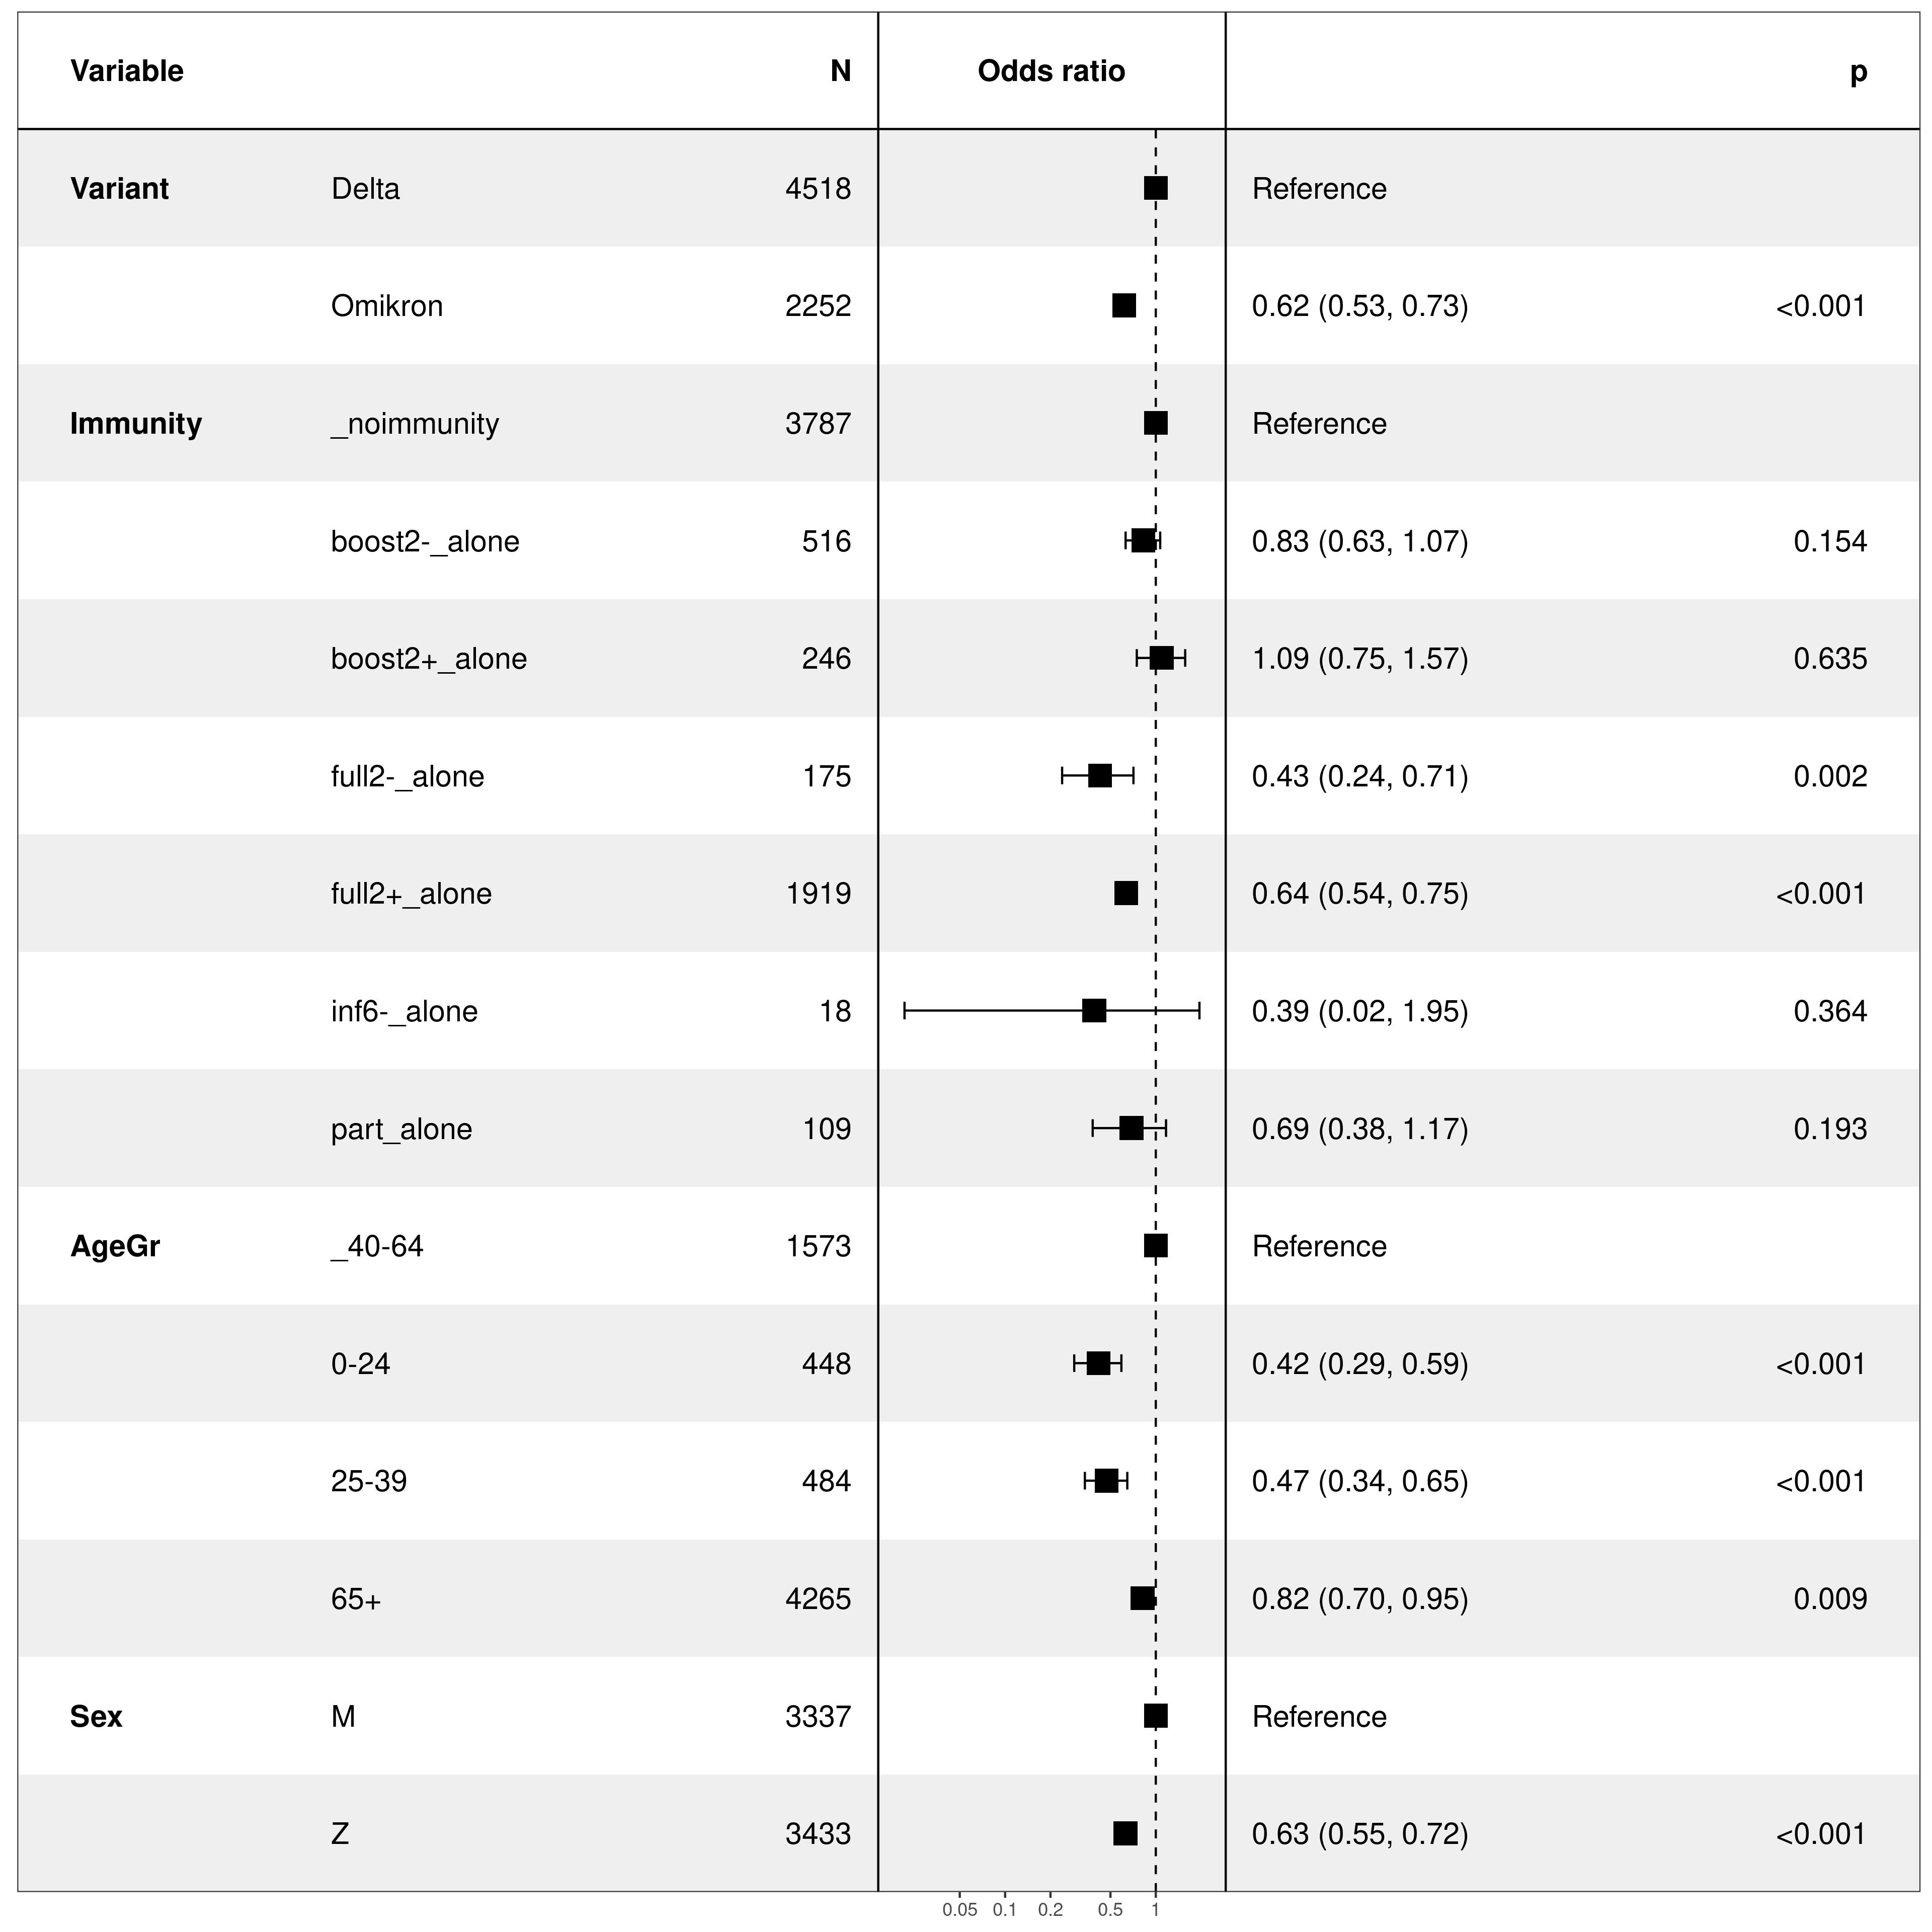 Variable N Odds ratio p
Variant Delta 4518 Reference
Omikron 2252 0.62 (0.53, 0.73) <0.001
Immunity _noimmunity 3787 Reference
boost2-_alone 516 0.83 (0.63, 1.07) 0.154
boost2+_alone 246 1.09 (0.75, 1.57) 0.635
full2-_alone 175 0.43 (0.24, 0.71) 0.002
full2+_alone 1919 0.64 (0.54, 0.75) <0.001
inf6-_alone 18 0.39 (0.02, 1.95) 0.364
part_alone 109 0.69 (0.38, 1.17) 0.193
AgeGr _40-64 1573 Reference
0-24 448 0.42 (0.29, 0.59) <0.001
25-39 484 0.47 (0.34, 0.65) <0.001
65+ 4265 0.82 (0.70, 0.95) 0.009
Sex M 3337 Reference
Z 3433 0.63 (0.55, 0.72) <0.001
0.05 0.1 0.2 0.5 1